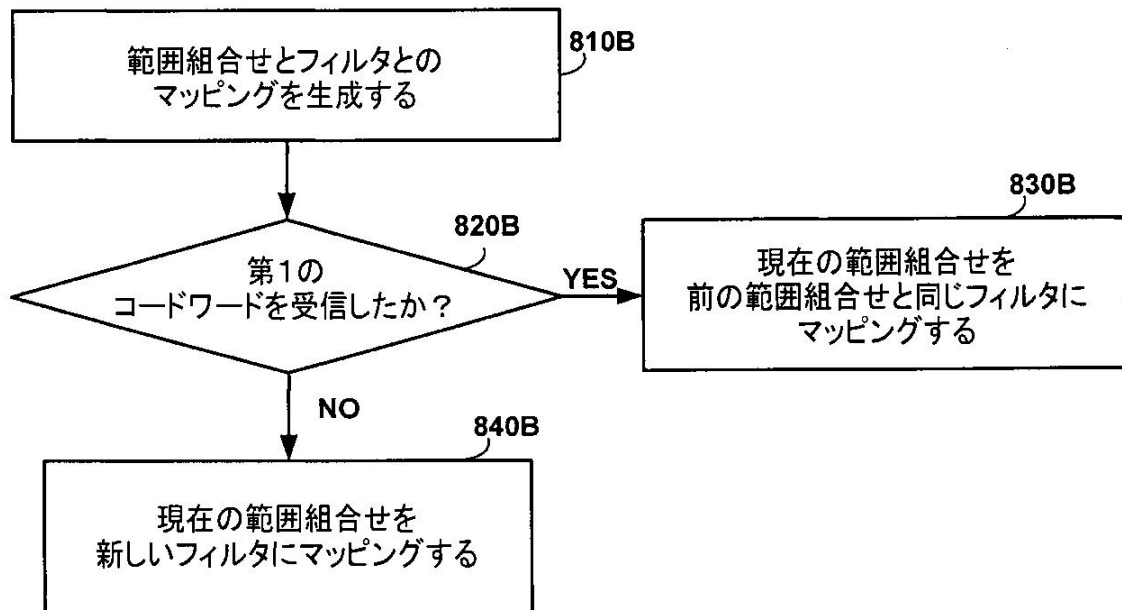 範囲組合せとフィルタとの
マッピングを生成する
810B
第1の
コードワードを受信したか？
820B
YES
830B
現在の範囲組合せを
前の範囲組合せと同じフィルタに
マッピングする
NO
840B
現在の範囲組合せを
新しいフィルタにマッピングする